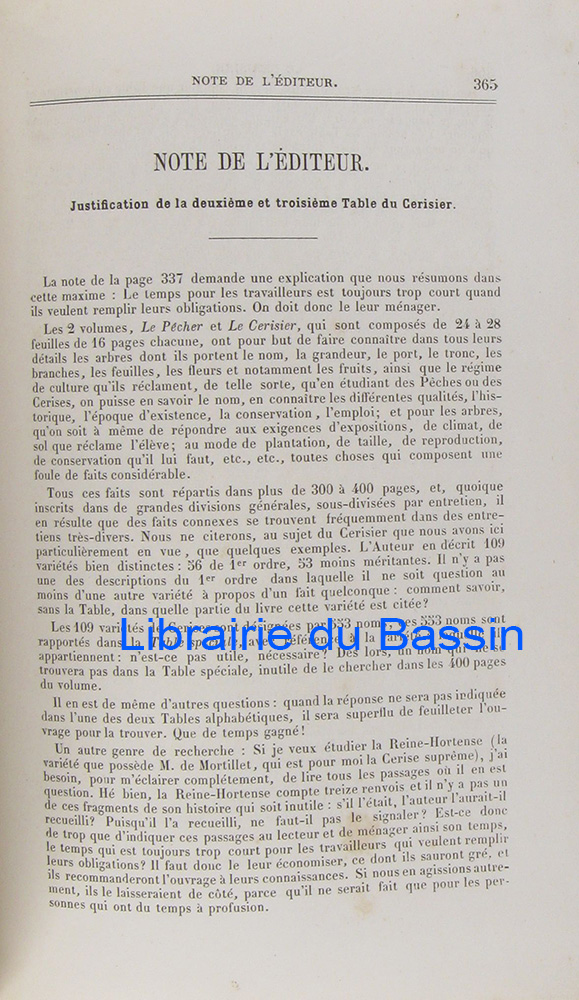 NOTE DE L'ÉDITEUR. 365
NOTE DE L'ÉDITEUR.
Justification de la deuxième et troisième Table du Cerisier.
La note de la page 337 demande une explication que nous résumons dans
cette maxime : Le temps pour les travailleurs est toujours trop court quand
ils veulent remplir leurs obligations. On doit donc le leur ménager.
Les 2 volumes, Le Pêcher et Le Cerisier, qui sont composés de 24 à 28
feuilles de 16 pages chacune, ont pour but de faire connaître dans tous leurs
détails les arbres dont ils portent le nom, la grandeur, le port, le tronc, les
branches, les feuilles, les fleurs et notamment les fruits, ainsi que le régime
de culture qu'ils réclament, de telle sorte, qu'en étudiant des Pêches ou des
Cerises, on puisse en savoir le nom, en connaître les différentes qualités, l'his-
torique, l'époque d'existence, la conservation, l'emploi; et pour les arbres,
qu'on soit à même de répondre aux exigences d'expositions, de climat, de
sol que réclame l'élève; au mode de plantation, de taille, de reproduction,
de conservation qu'il lui faut, etc., etc., toutes choses qui composent une
foule de faits considérable.
Tous ces faits sont répartis dans plus de 300 à 400 pages, et, quoique
inscrits dans de grandes divisions générales, sous-divisées par entretien, il
en résulte que des faits connexes se trouvent fréquemment dans des entre-
tiens très-divers. Nous ne citerons, au sujet du Cerisier que nous avons ici
particulièrement en vue, que quelques exemples. L'Auteur en décrit 109
variétés bien distinctes : 56 de 1er ordre, 53 moins méritantes. Il n'y a pas
une des descriptions du 1er ordre dans laquelle il ne soit question au
moins d'une autre variété à propos d'un fait quelconque : comment savoir,
sans la Table, dans quelle partie du livre cette variété est citée?
Les 109 variétés de Cerises sont désignées par 553 noms. Les 553 noms sont
rapportés dans la Table spéciale, avec référence à la variété à laquelle ils
Librairie du Bassin
appartiennent : n'est-ce pas utile, nécessaire? Dès lors, un nom qui ne se
trouvera pas dans la Table spéciale, inutile de le chercher dans les 400 pages
du volume.
Il en est de même d'autres questions : quand la réponse ne sera pas indiquée
dans l'une des deux Tables alphabétiques, il sera superflu de feuilleter l'ou-
vrage pour la trouver. Que de temps gagné!
Un autre genre de recherche : Si je veux étudier la Reine-Hortense (la
variété que possède M. de Mortillet, qui est pour moi la Cerise suprême), j'ai
besoin, pour m'éclairer complétement, de lire tous les passages où il en est
question. Hé bien, la Reine-Hortense compte treize renvois et il n'y a pas un
de ces fragments de son histoire qui soit inutile : s'il l'était, l'auteur l'aurait-il
recueilli? Puisqu'il l'a recueilli, ne faut-il pas le signaler? Est-ce donc
de trop que d'indiquer ces passages au lecteur et de ménager ainsi son temps,
le temps qui est toujours trop court pour les travailleurs qui veulent remplir
leurs obligations? Il faut donc le leur économiser, ce dont ils sauront gré, et
ils recommanderont l'ouvrage à leurs connaissances. Si nous en agissions autre-
ment, ils le laisseraient de côté, parce qu'il ne serait fait que pour les per-
sonnes qui ont du temps à profusion.